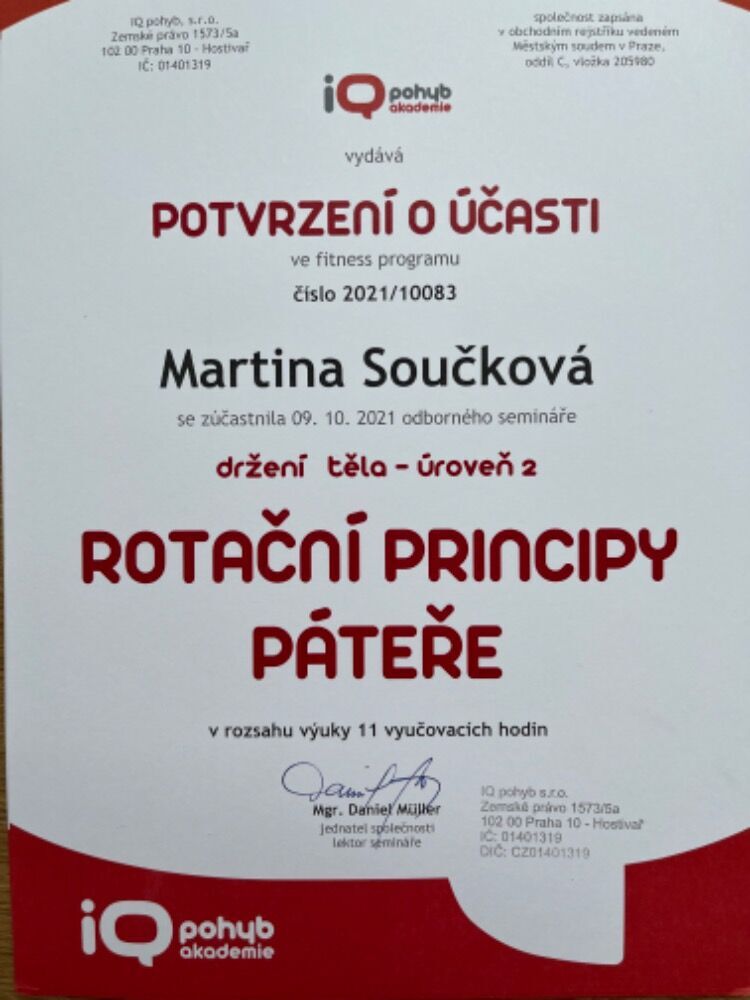 IQ pohyb, s.r.o.
Zemské právo 1573/5a
102 00 Praha 10 - Hostivař
IČ: 01401319
společnost zapsána
v obchodním rejstříku vedeném
Městským soudem v Praze,
oddíl C, vložka 205980
iQ pohyb
akademie
vydává
POTVRZENÍ O ÚČASTI
ve fitness programu
číslo 2021/10083
Martina Součková
se zúčastnila 09. 10. 2021 odborného semináře
držení těla - úroveň 2
ROTAČNÍ PRINCIPY
PÁTEŘE
v rozsahu výuky 11 vyučovacích hodin
Mgr. Daniel Müller
jednatel společnosti
lektor semináře
IQ pohyb s.r.o.
Zemské právo 1573/5a
102 00 Praha 10 - Hostivař
IČ: 01401319
DIČ: CZ01401319
iQ pohyb
akademie